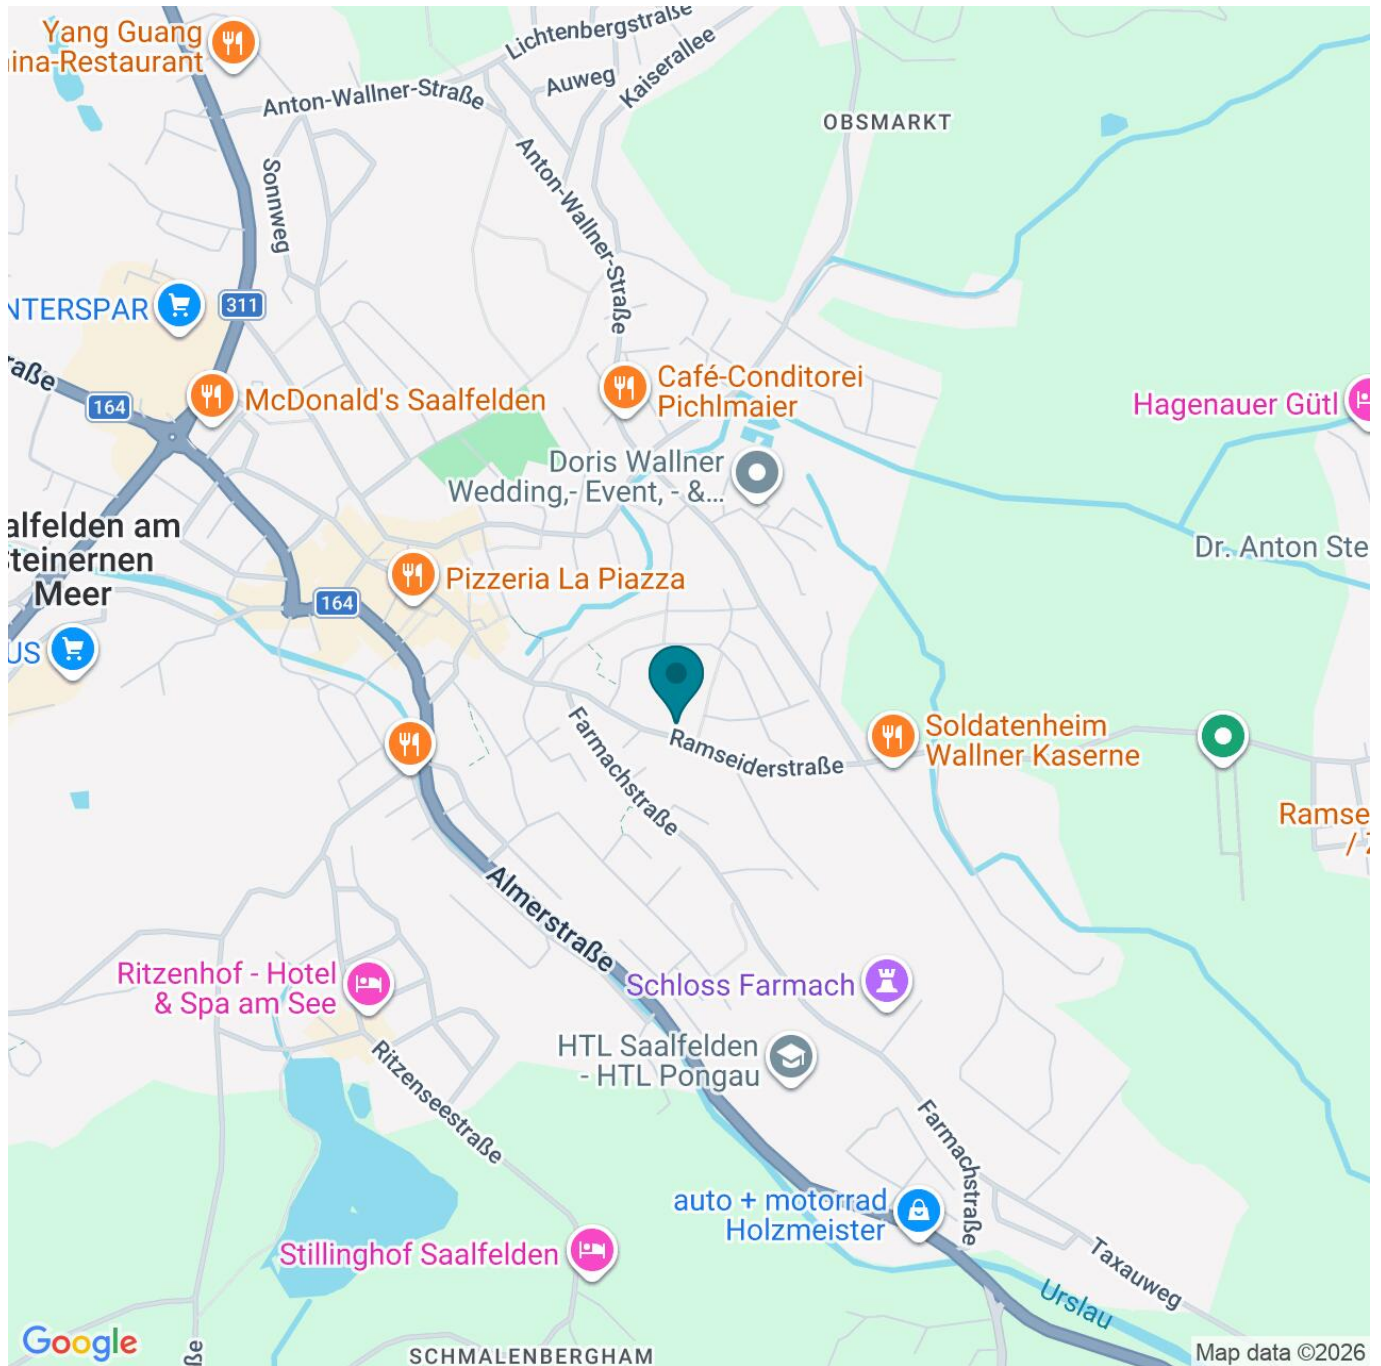 Yang Guang
ina-Restaurant
Lichtenbergstraße
Auweg
Kaiserallee
Anton-Wallner-Straße
OBSMARKT
Sonnweg
Anton-Wallner-Straße
NTERSPAR
311
raße
164
McDonald's Saalfelden
Café-Conditorei
Pichlmaier
Hagenauer Gütl
Doris Wallner
Wedding,- Event, - &...
alfelden am
teinernen
Meer
Dr. Anton Ste
Pizzeria La Piazza
164
US
Farmachstraße
Ramseiderstraße
Soldatenheim
Wallner Kaserne
Ramse
/ Z
Almerstraße
Ritzenhof - Hotel
& Spa am See
Schloss Farmach
HTL Saalfelden
- HTL Pongau
Ritzenseestraße
Farmachstraße
auto + motorrad
Holzmeister
Stillinghof Saalfelden
Taxauweg
Urslau
Google
ße
SCHMALENBERGHAM
Map data ©2026